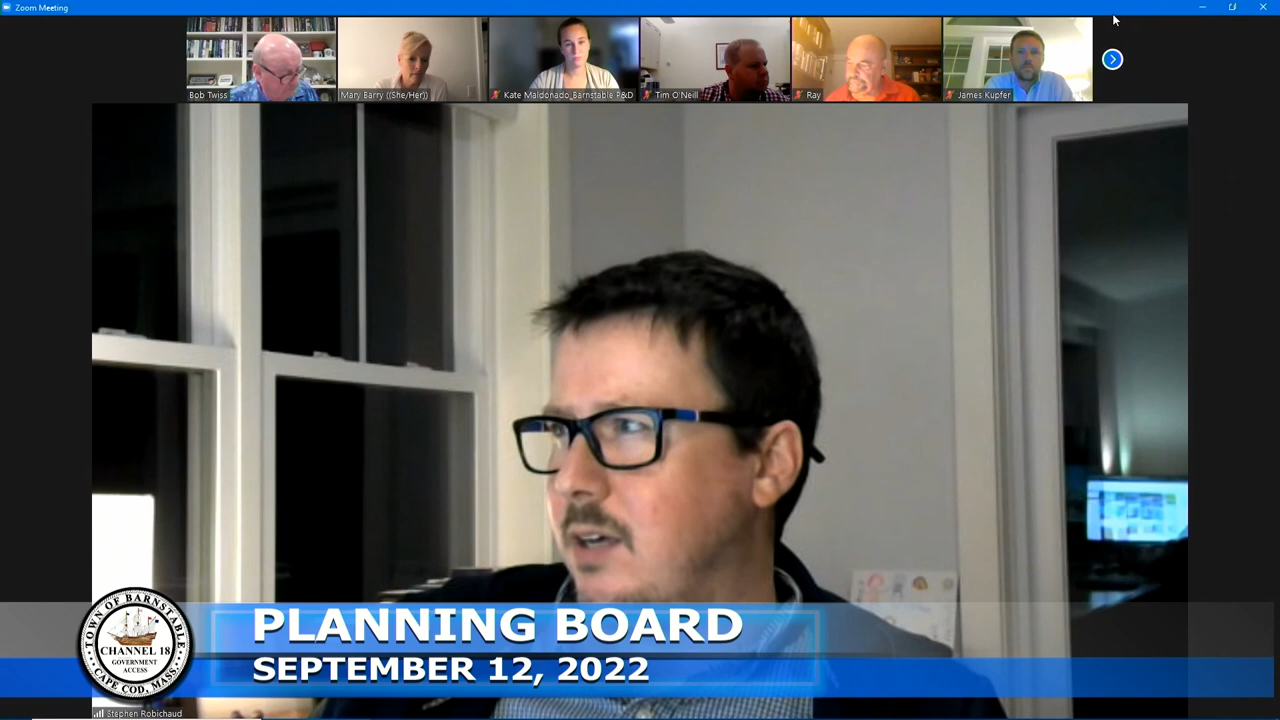 Zoom Meeting
Bob Twiss
Mary Barry ((She/Her))
Kate Maldonado_Barnstable P&D
Tim O'Neill
Ray
James Kupfer
TOWN OF BARNSTABLE
CHANNEL 18
GOVERNMENT
ACCESS
CAPE COD, MASS.
PLANNING BOARD
SEPTEMBER 12, 2022
Stephen Robichaud